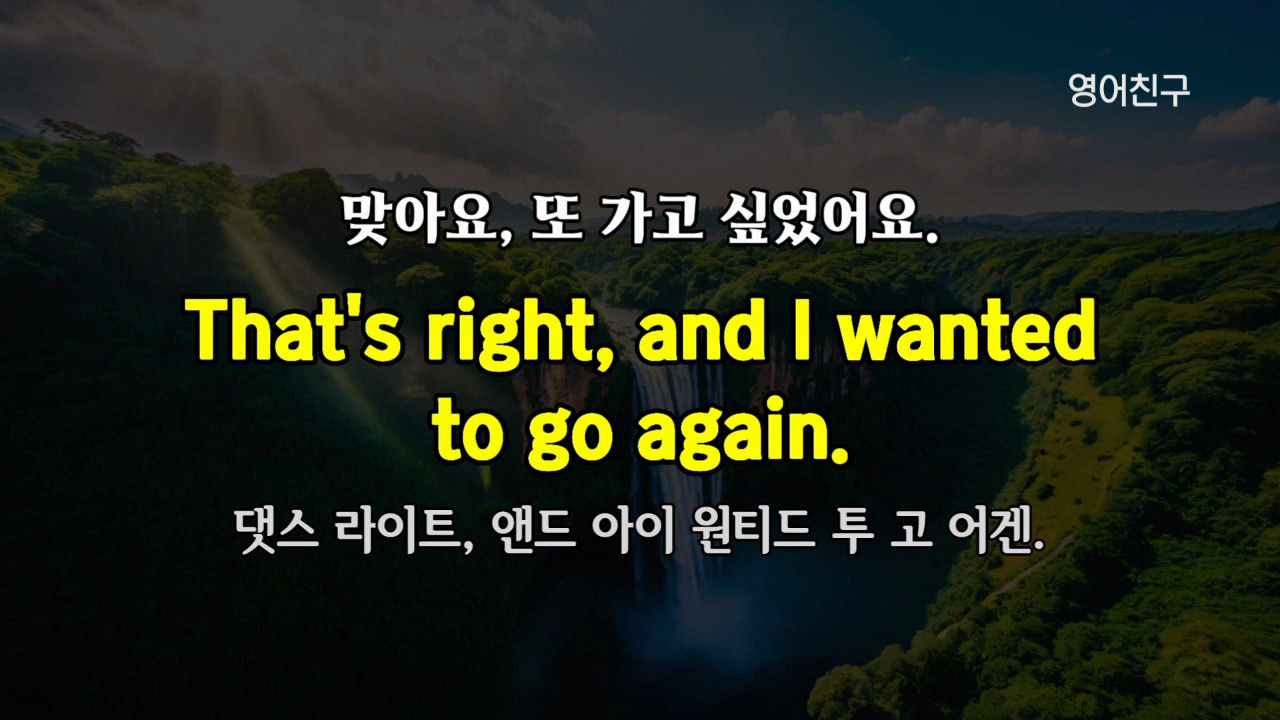 영어친구
맞아요, 또 가고 싶었어요.
That's right, and I wanted
to go again.
댓스 라이트, 앤드 아이 원티드 투 고 어겐.